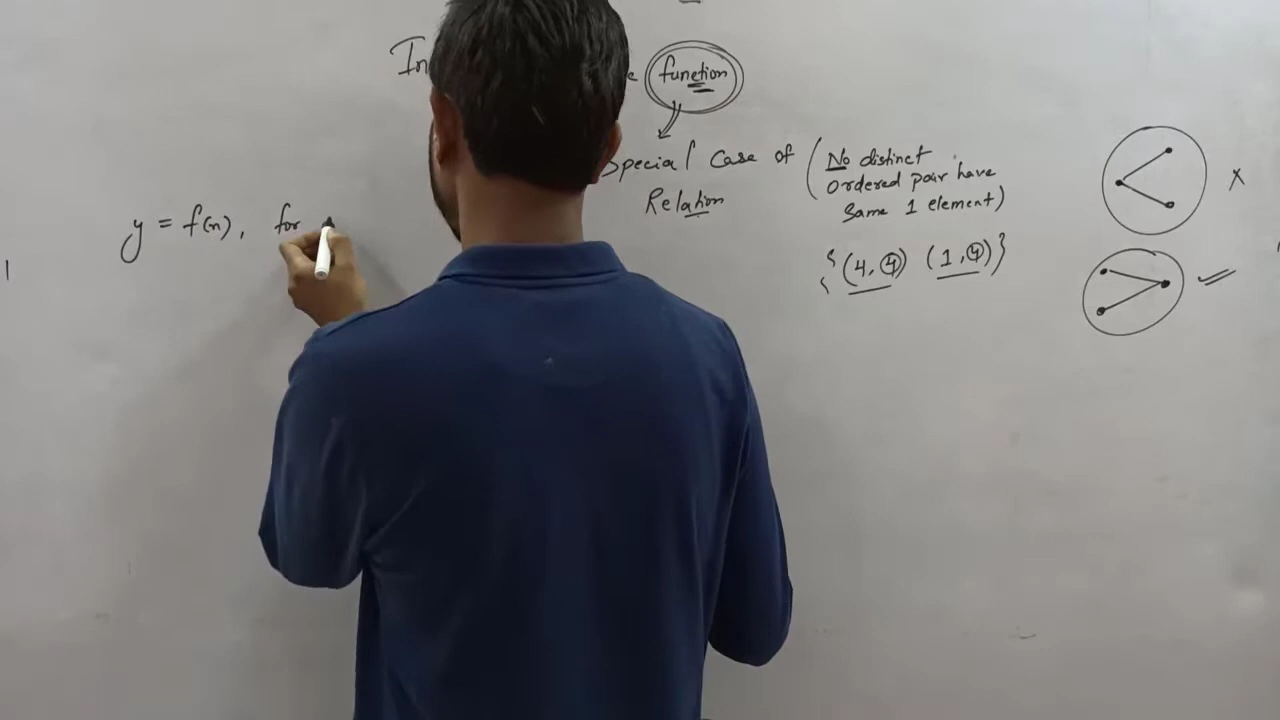 In
function
Special Case of (No distinct
ordered pair have
Same 1 element)
Relation
y = f(n), for
{(4, 4) (1, 4)}
x